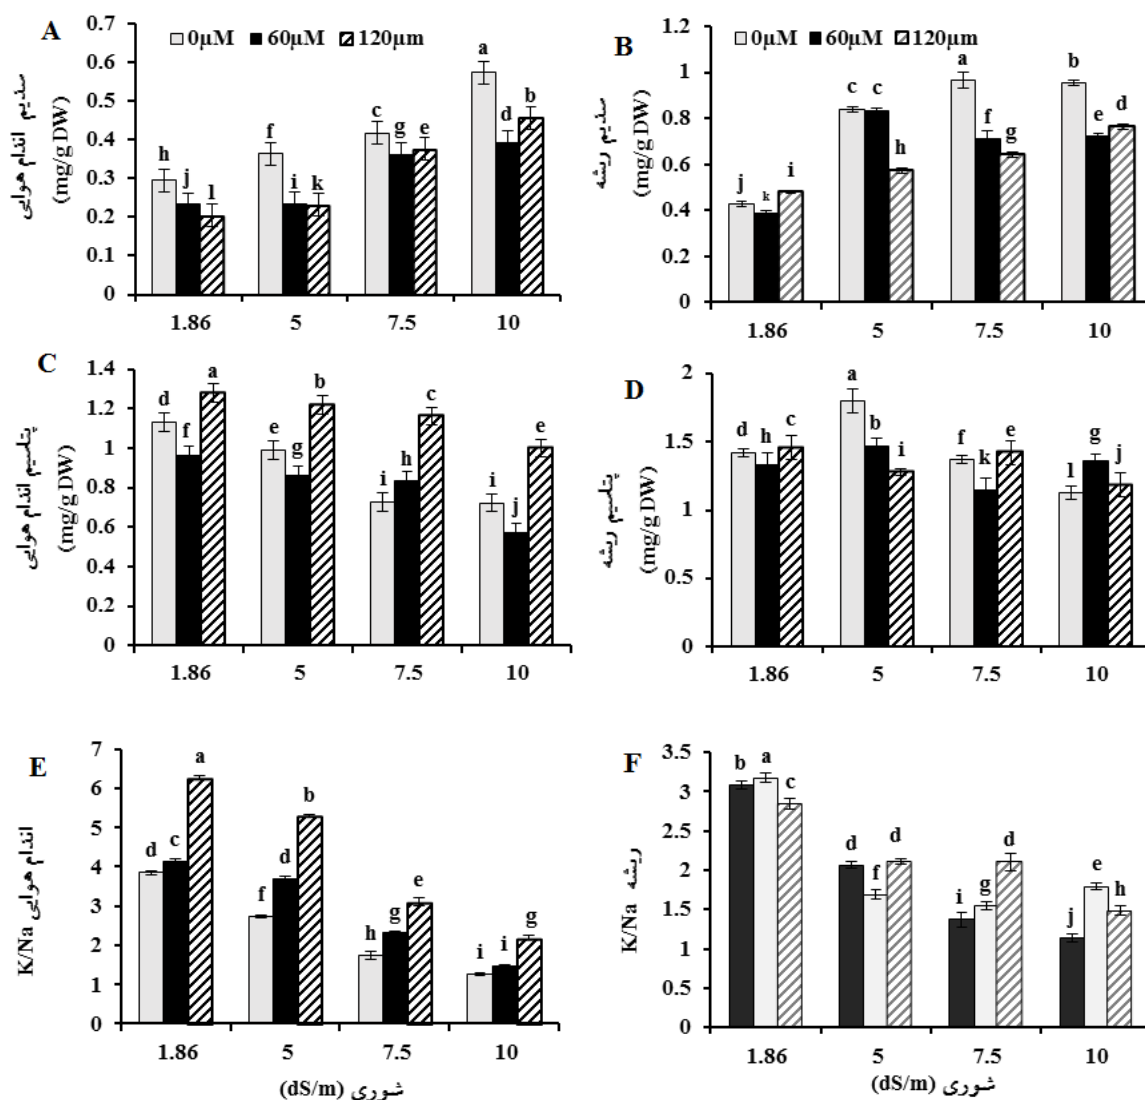 A
0µM 60µM 120µm
0.7
0.6
0.5
0.4
0.3
0.2
0.1
0
سدیم اندام هوایی
(mg/g DW)
h j l f i k c g e a d b
1.86 5 7.5 10
B
0µM 60µM 120µm
1.2
1
0.8
0.6
0.4
0.2
0
سدیم ریشه
(mg/g DW)
j k i c c h a f g b e d
1.86 5 7.5 10
C
1.4
1.2
1
0.8
0.6
0.4
0.2
0
پتاسیم اندام هوایی
(mg/g DW)
d f a e g b i h c i j e
1.86 5 7.5 10
D
2
1.5
1
0.5
0
پتاسیم ریشه
(mg/g DW)
d h c a b i f k e l g j
1.86 5 7.5 10
E
7
6
5
4
3
2
1
0
K/Na اندام هوایی
d c a f d b h g e i i g
1.86 5 7.5 10
شوری (dS/m)
F
3.5
3
2.5
2
1.5
1
0.5
0
K/Na ریشه
b a c d f d i g d j e h
1.86 5 7.5 10
شوری (dS/m)